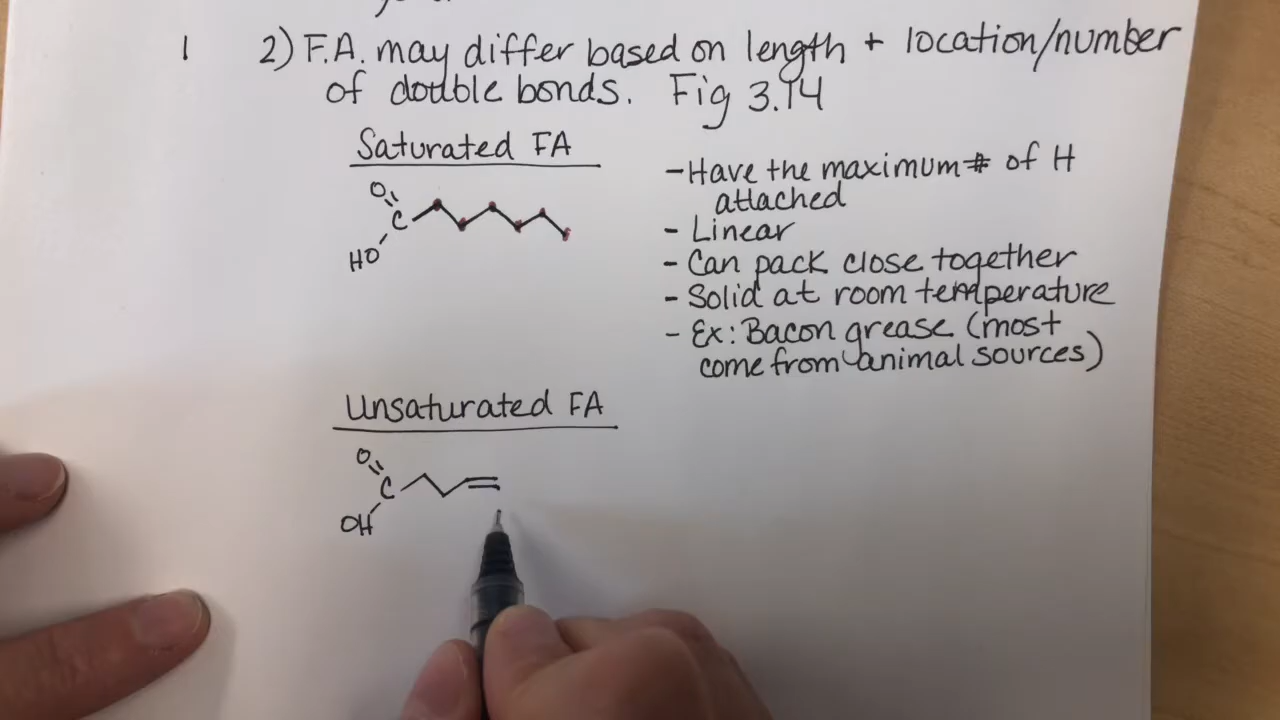 1 2) F.A. may differ based on length + location/number
of double bonds. Fig 3.14
Saturated FA
O
C
HO
- Have the maximum # of H
attached
- Linear
- Can pack close together
- Solid at room temperature
- Ex: Bacon grease (most
come from animal sources)
Unsaturated FA
O
C
OH